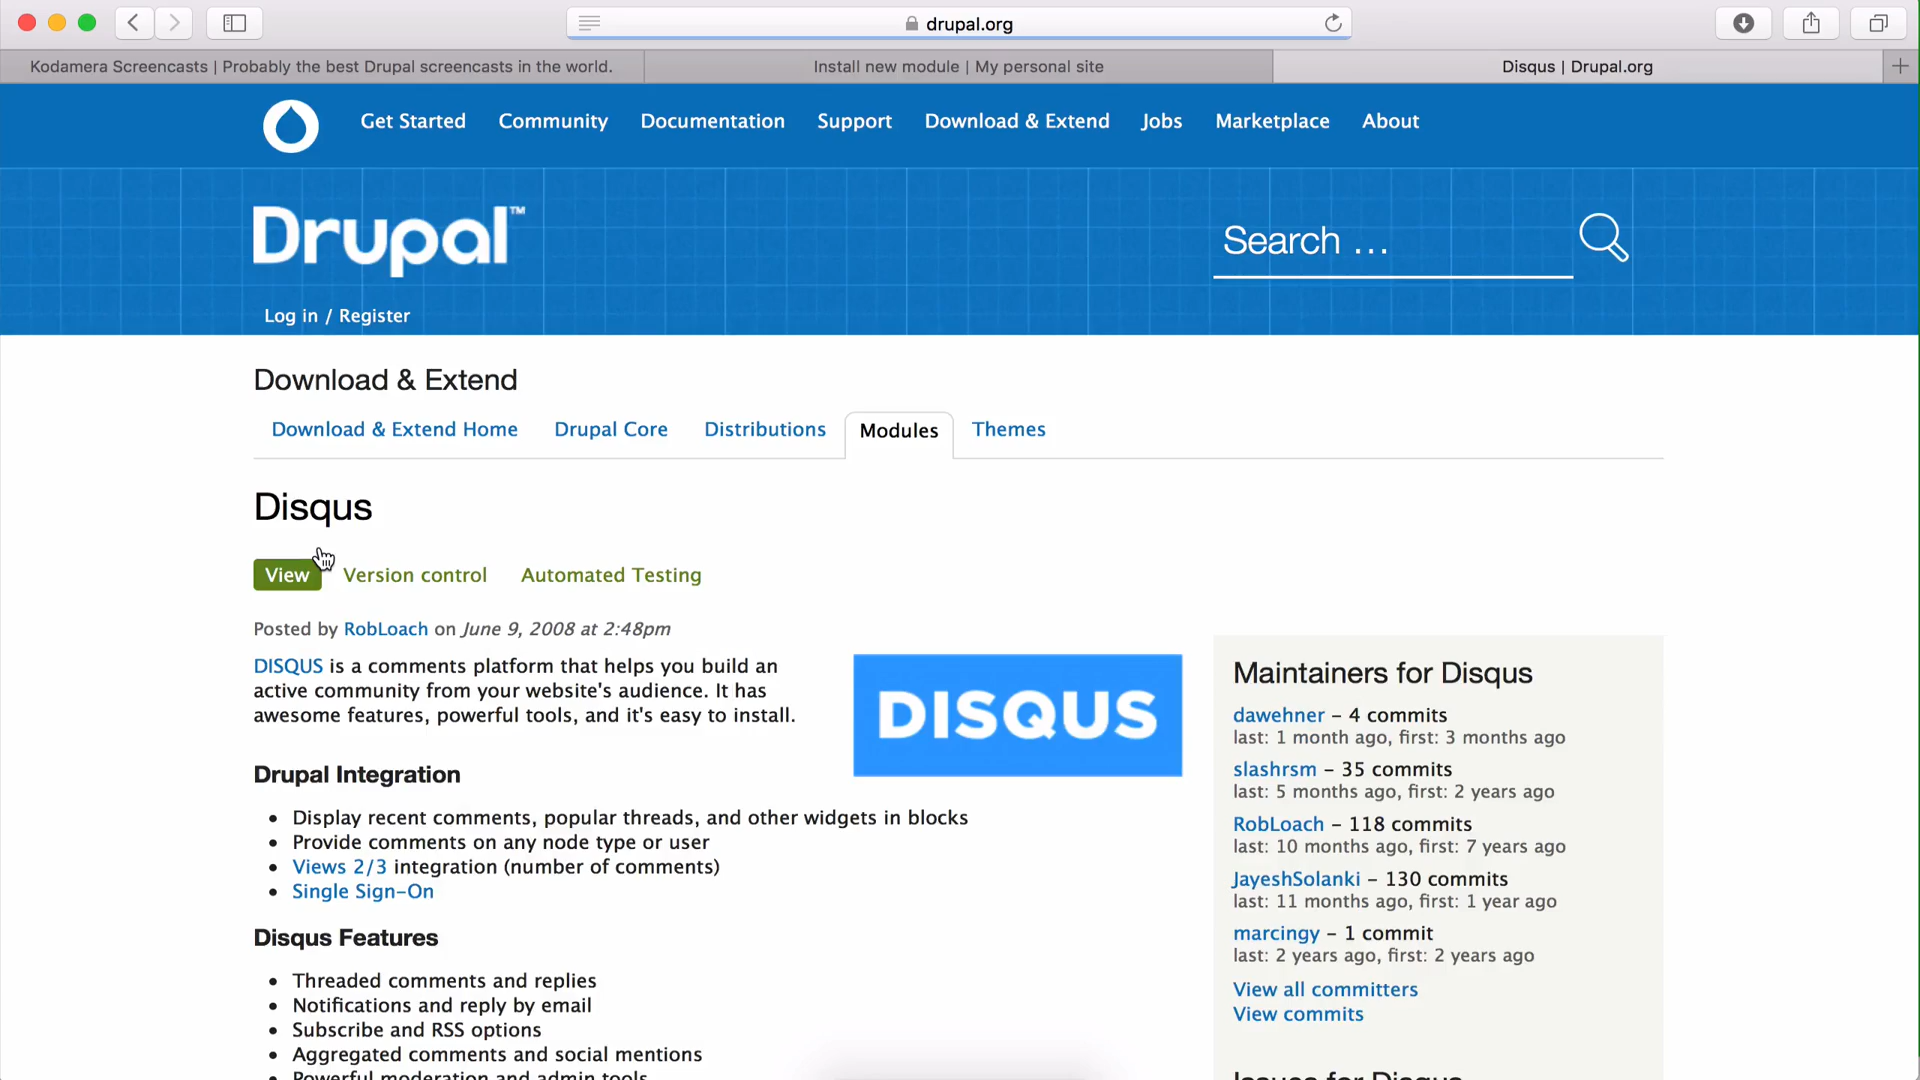 drupal.org
Kodamera Screencasts | Probably the best Drupal screencasts in the world.
Install new module | My personal site
Disqus | Drupal.org
Get Started
Community
Documentation
Support
Download & Extend
Jobs
Marketplace
About
Drupal™
Search ...
Log in / Register
Download & Extend
Download & Extend Home
Drupal Core
Distributions
Modules
Themes
Disqus
View
Version control
Automated Testing
Posted by RobLoach on June 9, 2008 at 2:48pm
DISQUS is a comments platform that helps you build an
active community from your website's audience. It has
awesome features, powerful tools, and it's easy to install.
DISQUS
Drupal Integration
• Display recent comments, popular threads, and other widgets in blocks
• Provide comments on any node type or user
• Views 2/3 integration (number of comments)
• Single Sign-On
Disqus Features
• Threaded comments and replies
• Notifications and reply by email
• Subscribe and RSS options
• Aggregated comments and social mentions
• Powerful moderation and admin tools
Maintainers for Disqus
dawehner – 4 commits
last: 1 month ago, first: 3 months ago
slashrsm – 35 commits
last: 5 months ago, first: 2 years ago
RobLoach – 118 commits
last: 10 months ago, first: 7 years ago
JayeshSolanki – 130 commits
last: 11 months ago, first: 1 year ago
marcingy – 1 commit
last: 2 years ago, first: 2 years ago
View all committers
View commits
Issues for Disqus